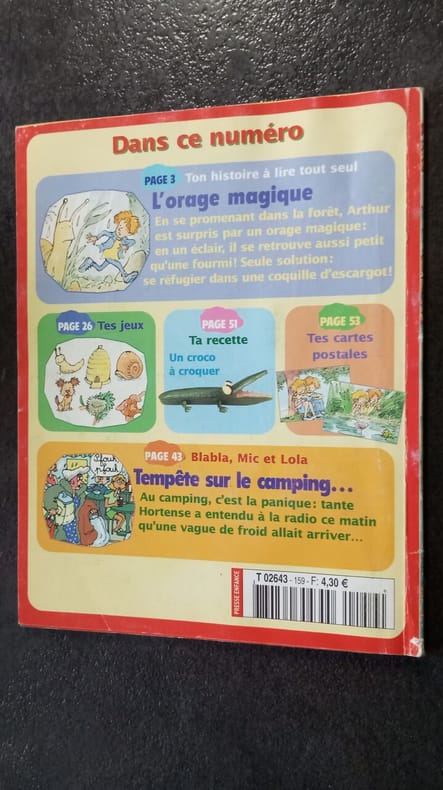 Dans ce numéro
PAGE 3 Ton histoire à lire tout seul
L'orage magique
En se promenant dans la forêt, Arthur
est surpris par un orage magique :
en un éclair, il se retrouve aussi petit
qu'une fourmi ! Seule solution :
se réfugier dans une coquille d'escargot !
PAGE 26 Tes jeux
PAGE 51
Ta recette
Un croco
à croquer
PAGE 53
Tes cartes
postales
PAGE 43 Blabla, Mic et Lola
Tempête sur le camping...
Au camping, c'est la panique : tante
Hortense a entendu à la radio ce matin
qu'une vague de froid allait arriver...
PRESSE ENFANCE
T 02643 - 159 - F: 4,30 €